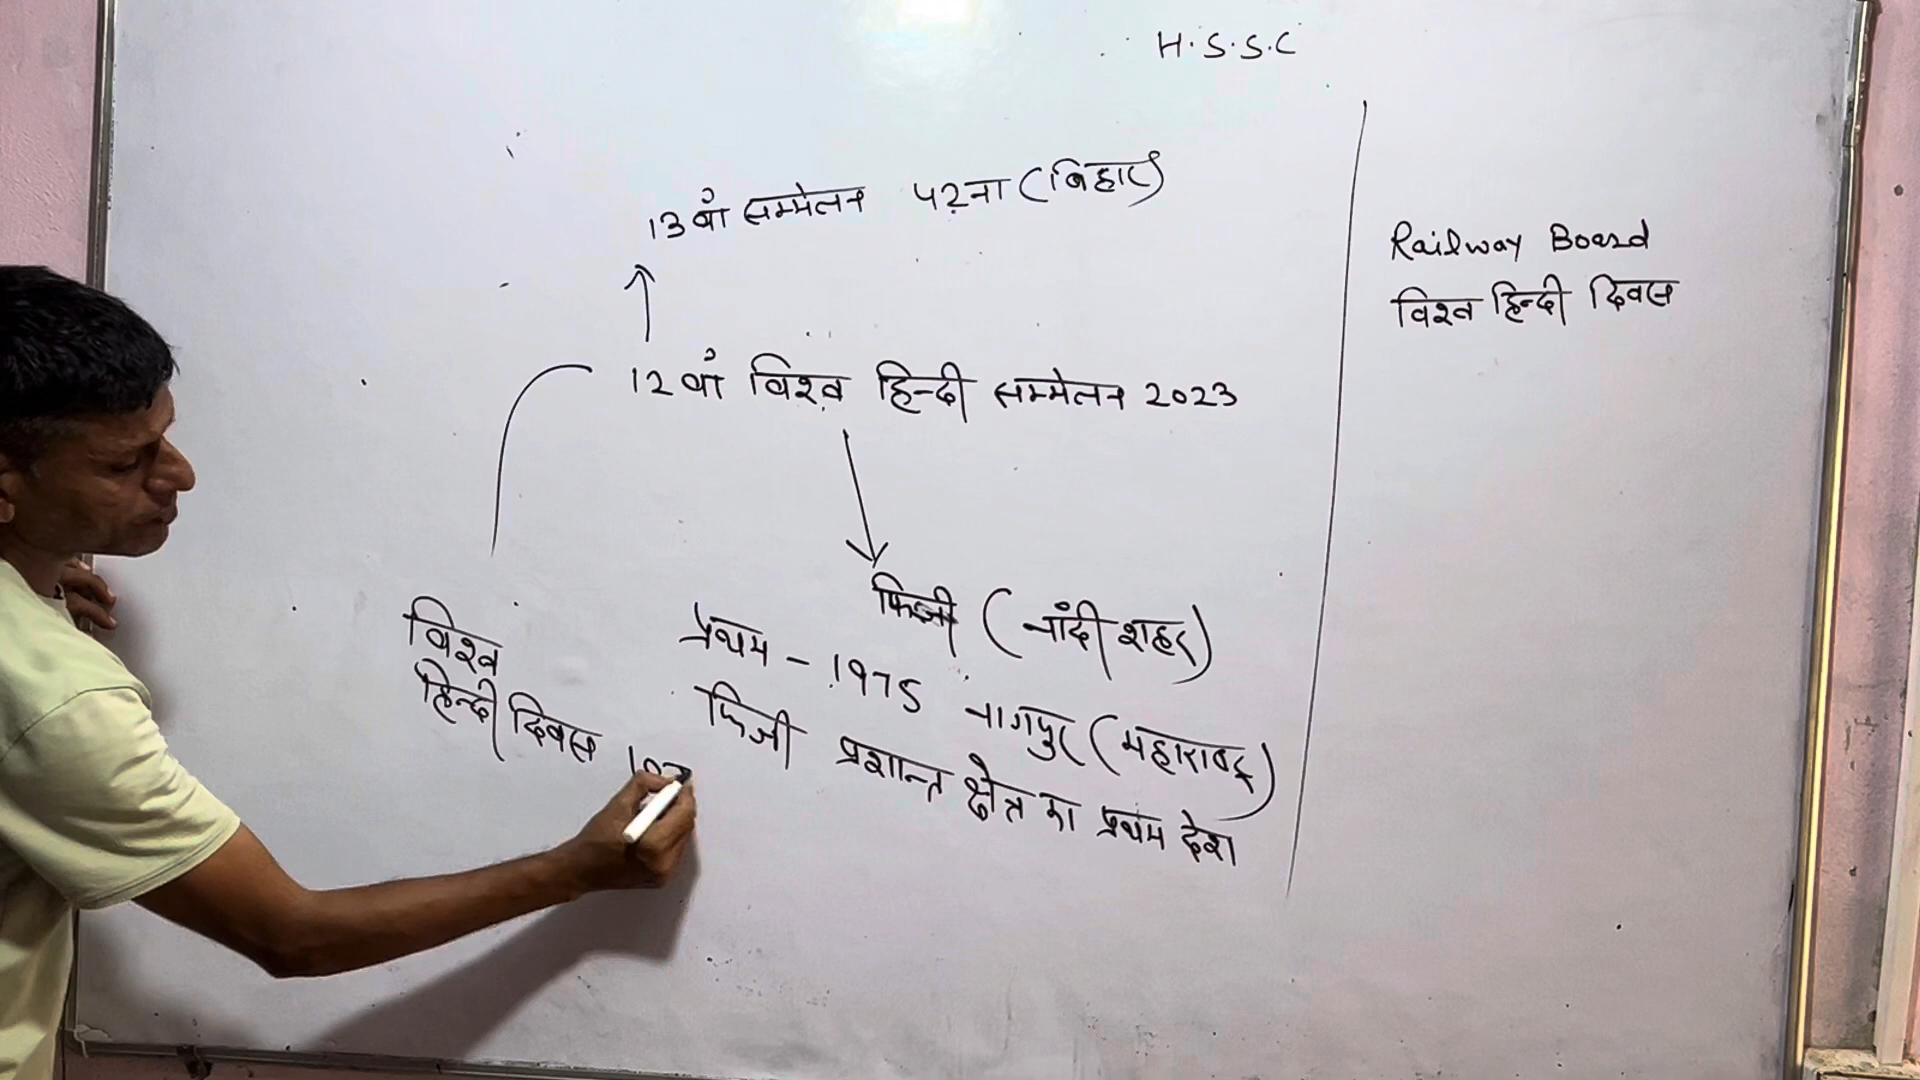 H.S.S.C
13वाँ सम्मेलन पटना (बिहार)
12वाँ विश्व हिन्दी सम्मेलन 2023
फिजी (नांदी शहर)
प्रथम - 1975 नागपुर (महाराष्ट्र)
फिजी प्रशान्त क्षेत्र का प्रथम देश
विश्व
हिन्दी दिवस 197
Railway Board
विश्व हिन्दी दिवस